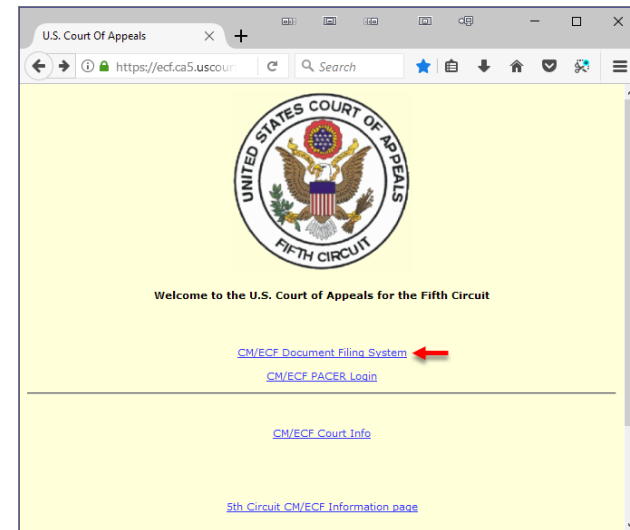 U.S. Court Of Appeals
https://ecf.ca5.uscour
Search
UNITED STATES COURT OF APPEALS
FIFTH CIRCUIT
Welcome to the U.S. Court of Appeals for the Fifth Circuit
CM/ECF Document Filing System
CM/ECF PACER Login
CM/ECF Court Info
5th Circuit CM/ECF Information page